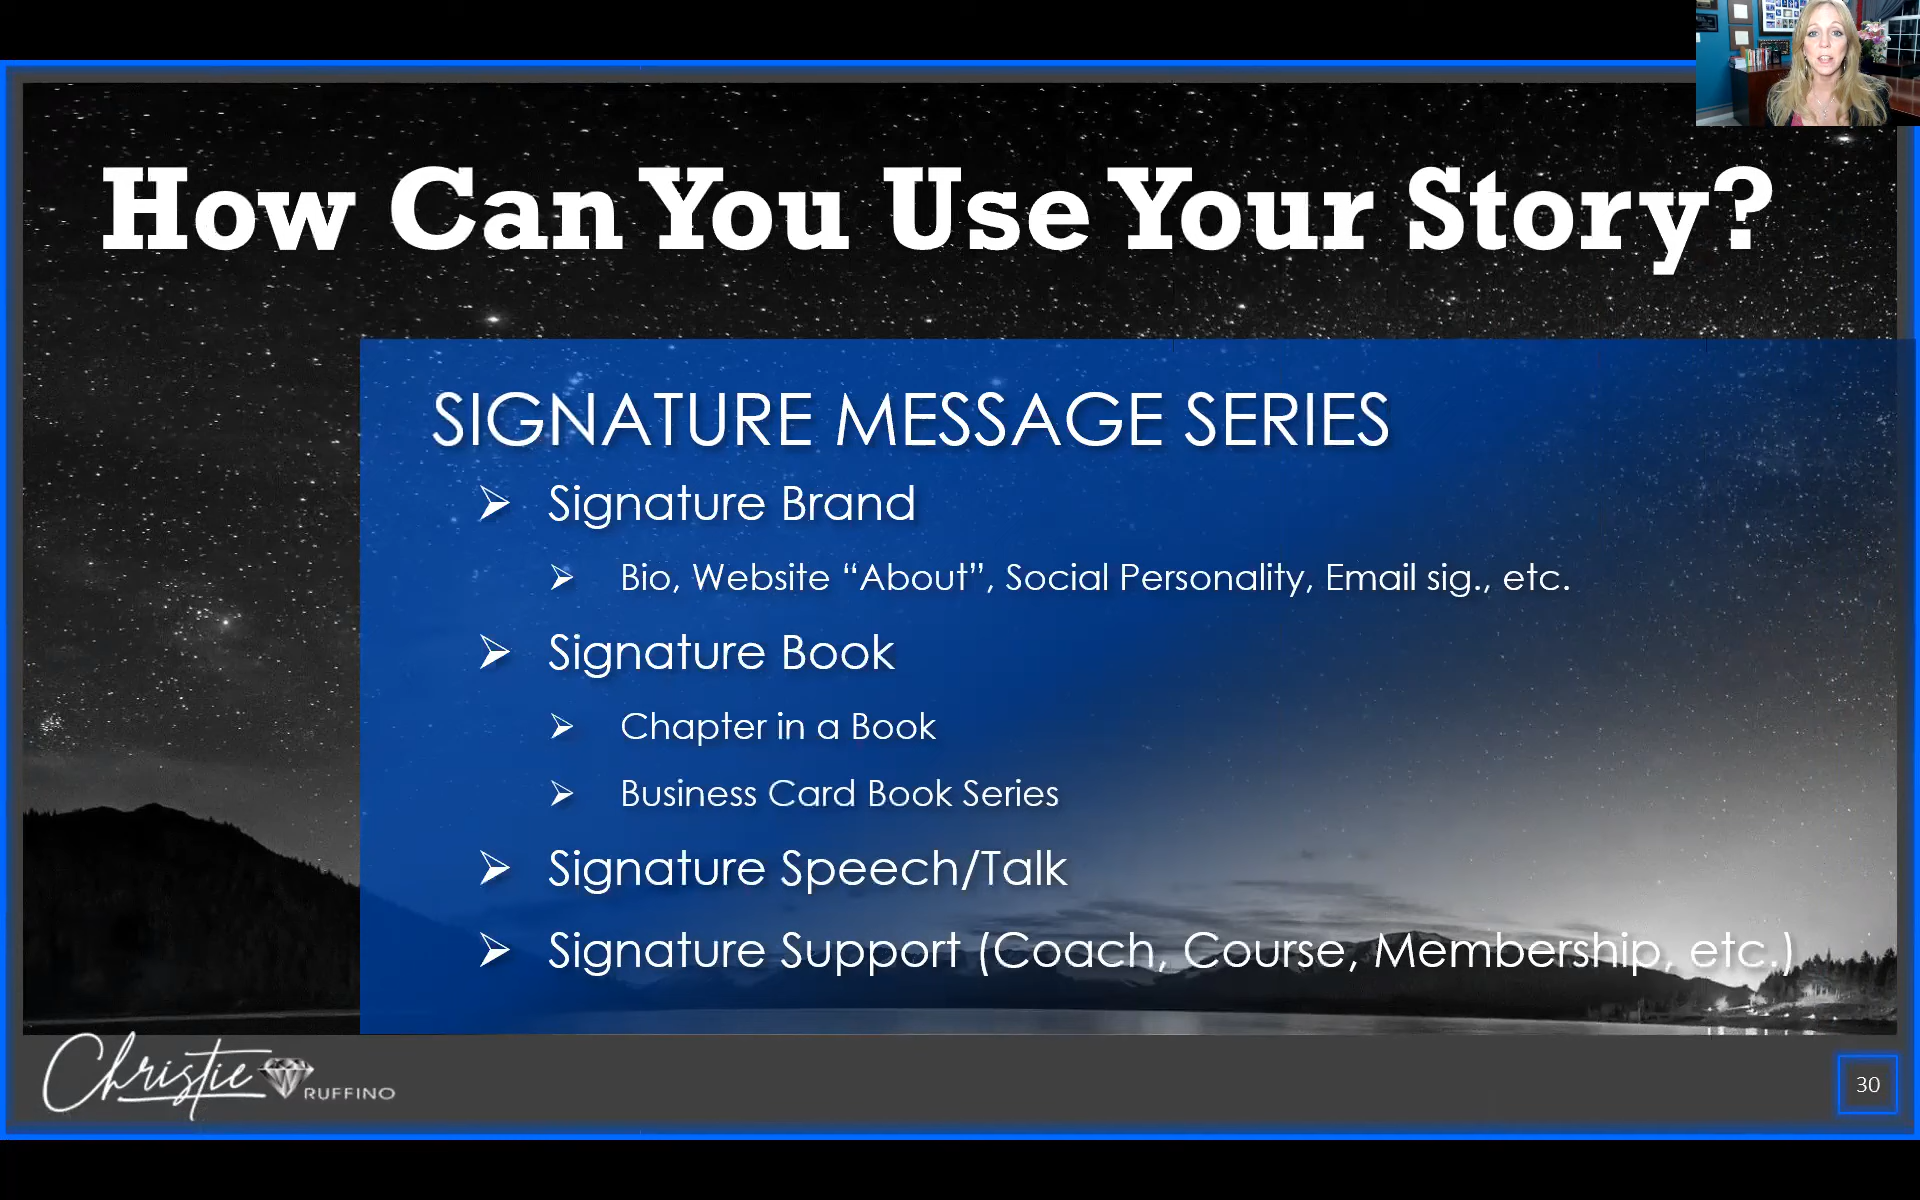 How Can You Use Your Story?
SIGNATURE MESSAGE SERIES
Signature Brand
Bio, Website “About”, Social Personality, Email sig., etc.
Signature Book
Chapter in a Book
Business Card Book Series
Signature Speech/Talk
Signature Support (Coach, Course, Membership, etc.)
Christie RUFFINO
30